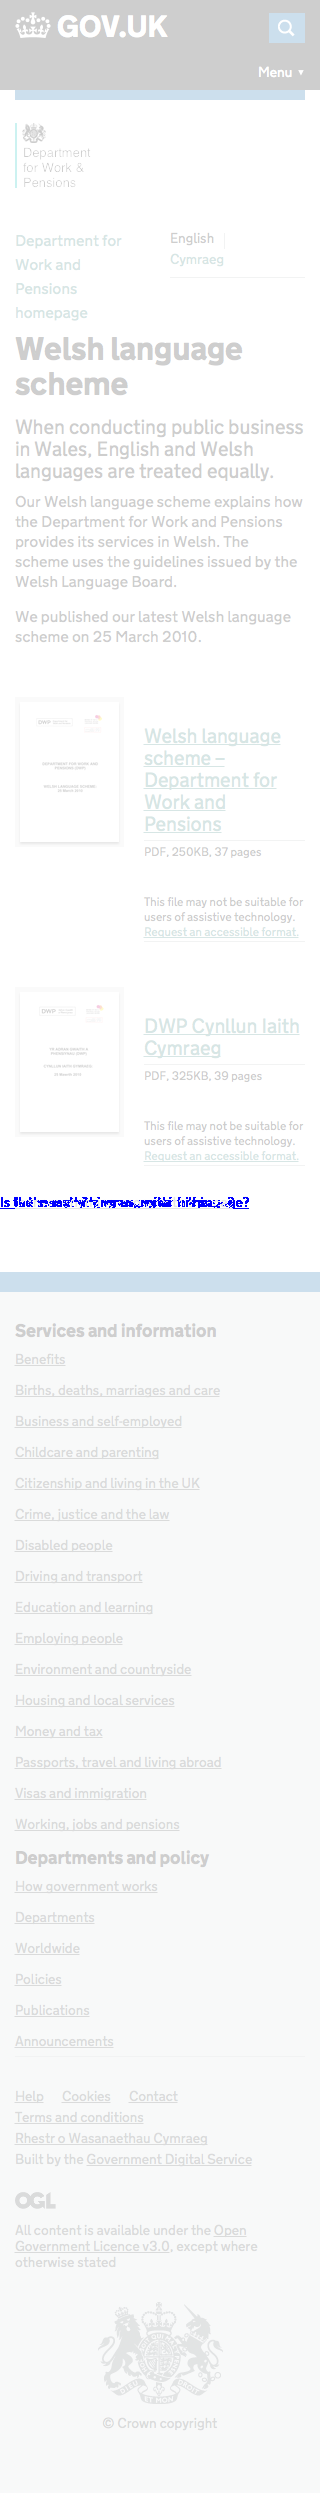 GOV.UK
Menu ▼
Department
for Work &
Pensions
Department for
Work and
Pensions
homepage
English
Cymraeg
Welsh language
scheme
When conducting public business
in Wales, English and Welsh
languages are treated equally.
Our Welsh language scheme explains how
the Department for Work and Pensions
provides its services in Welsh. The
scheme uses the guidelines issued by the
Welsh Language Board.
We published our latest Welsh language
scheme on 25 March 2010.
Welsh language
scheme –
Department for
Work and
Pensions
PDF, 250KB, 37 pages
This file may not be suitable for
users of assistive technology.
Request an accessible format.
DWP Cynllun Iaith
Cymraeg
PDF, 325KB, 39 pages
This file may not be suitable for
users of assistive technology.
Request an accessible format.
Services and information
Benefits
Births, deaths, marriages and care
Business and self-employed
Childcare and parenting
Citizenship and living in the UK
Crime, justice and the law
Disabled people
Driving and transport
Education and learning
Employing people
Environment and countryside
Housing and local services
Money and tax
Passports, travel and living abroad
Visas and immigration
Working, jobs and pensions
Departments and policy
How government works
Departments
Worldwide
Policies
Publications
Announcements
Help Cookies Contact
Terms and conditions
Rhestr o Wasanaethau Cymraeg
Built by the Government Digital Service
OGL
All content is available under the Open
Government Licence v3.0, except where
otherwise stated
© Crown copyright